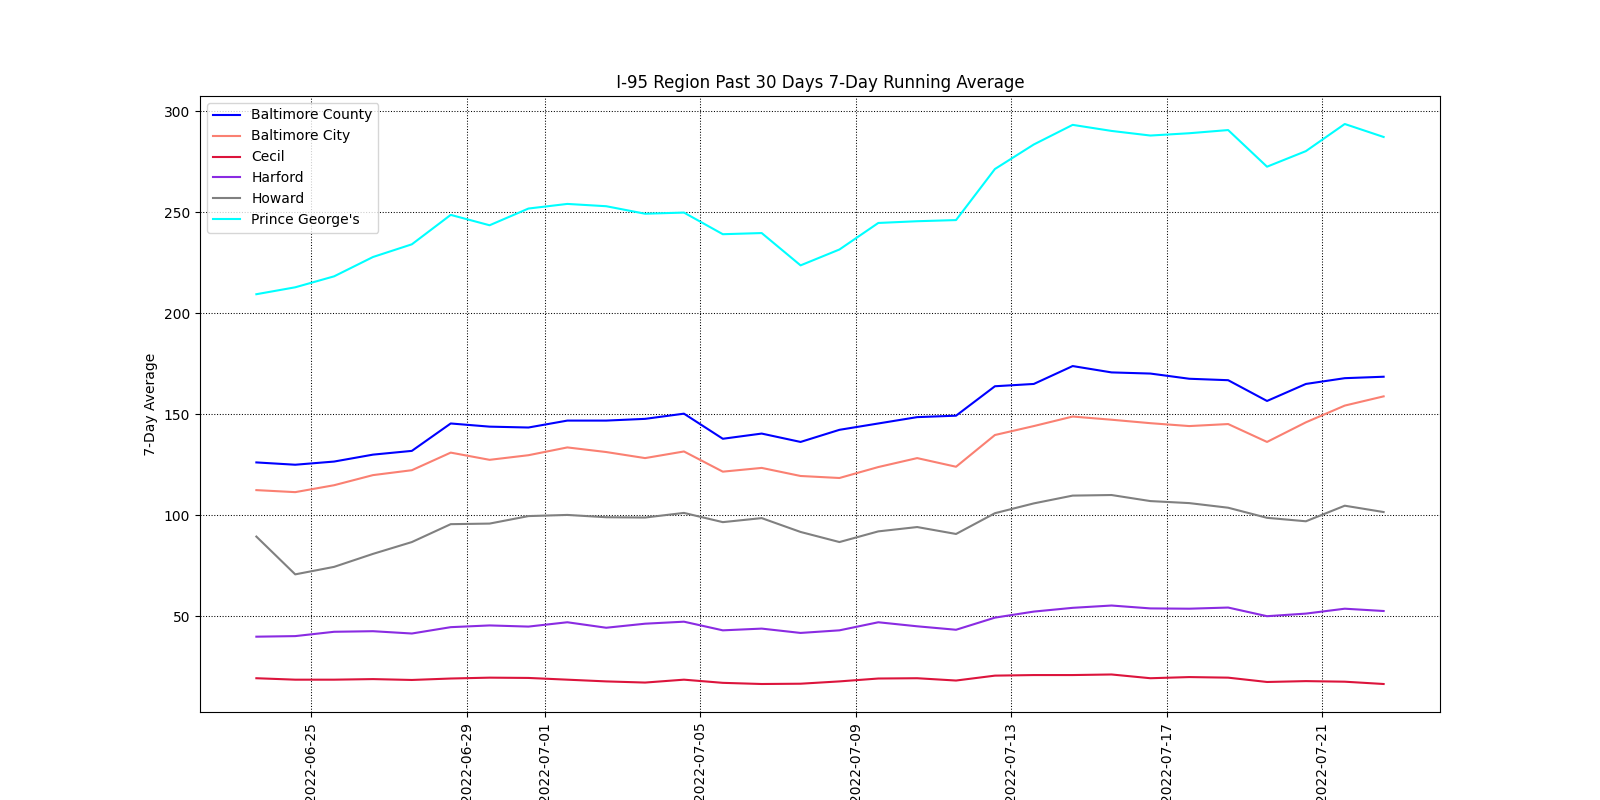 I-95 Region Past 30 Days 7-Day Running Average
Baltimore County
Baltimore City
Cecil
Harford
Howard
Prince George's
300
250
200
150
100
50
7-Day Average
2022-06-25
2022-06-29
2022-07-01
2022-07-05
2022-07-09
2022-07-13
2022-07-17
2022-07-21